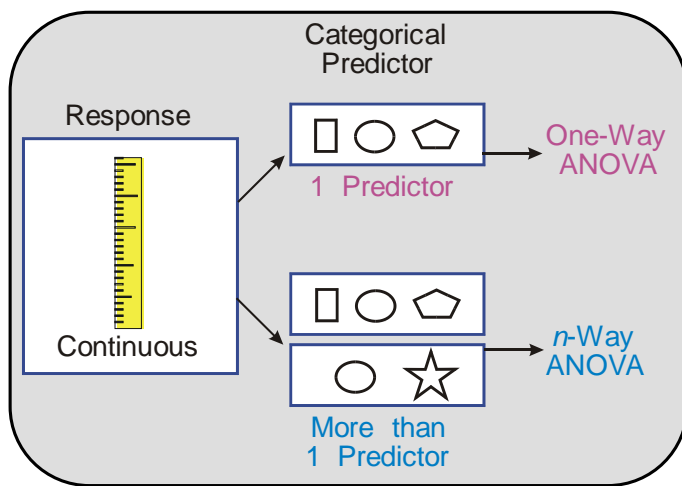 Categorical
Predictor
Response
Continuous
1 Predictor
One-Way
ANOVA
More than
1 Predictor
n-Way
ANOVA